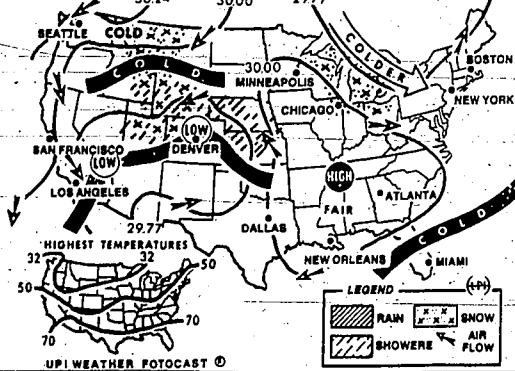 30.24 30.00 29.77
SEATTLE
COLD
COLD
COLDER
BOSTON
30.00
MINNEAPOLIS
CHICAGO
NEW YORK
SAN FRANCISCO
LOW
LOW
DENVER
HIGH
LOS ANGELES
ATLANTA
FAIR
29.77
DALLAS
COLD
HIGHEST TEMPERATURES
NEW ORLEANS
MIAMI
32 32
50
50
70 70
LEGEND
UPI
RAIN
SNOW
SHOWERS
AIR
FLOW
UPI WEATHER FOTOCAST ®